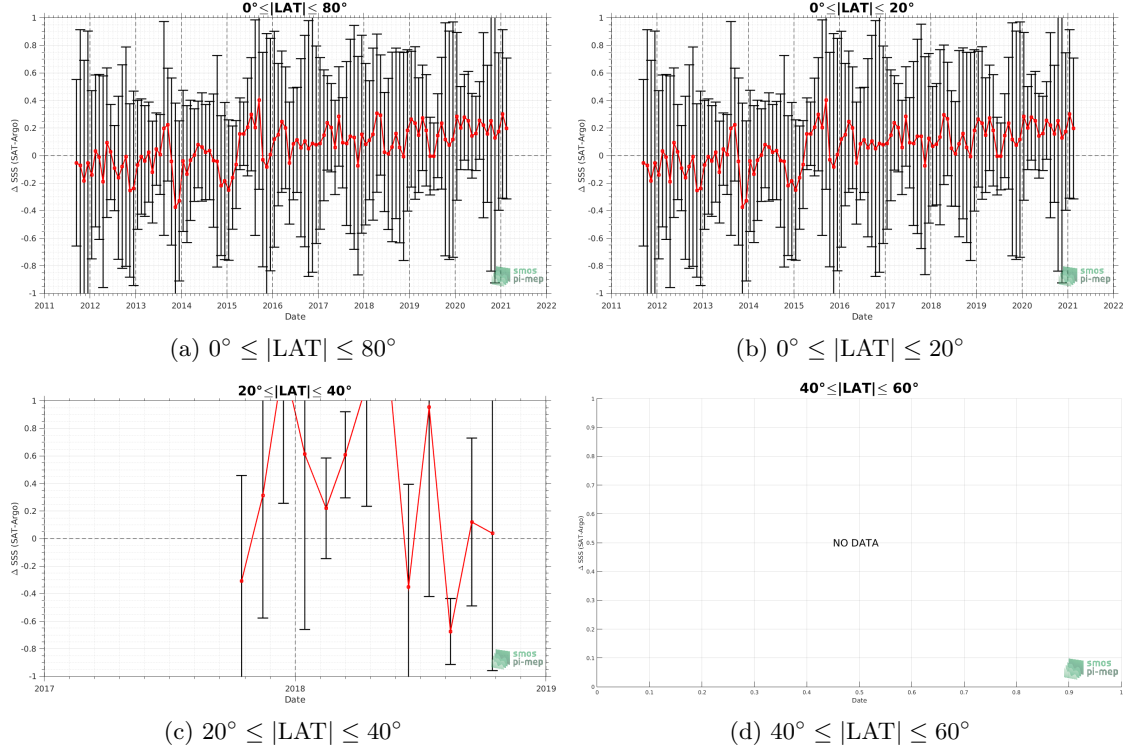 0°≤|LAT|≤ 80°
1
0.8
0.6
0.4
0.2
0
-0.2
-0.4
-0.6
-0.8
-1
Δ SSS (SAT-Argo)
2011 2012 2013 2014 2015 2016 2017 2018 2019 2020 2021 2022
Date
smos
pi-mep
(a) 0° ≤ |LAT| ≤ 80°
0°≤|LAT|≤ 20°
1
0.8
0.6
0.4
0.2
0
-0.2
-0.4
-0.6
-0.8
-1
Δ SSS (SAT-Argo)
2011 2012 2013 2014 2015 2016 2017 2018 2019 2020 2021 2022
Date
smos
pi-mep
(b) 0° ≤ |LAT| ≤ 20°
20°≤|LAT|≤ 40°
1
0.8
0.6
0.4
0.2
0
-0.2
-0.4
-0.6
-0.8
-1
Δ SSS (SAT-Argo)
2017 2018 2019
Date
smos
pi-mep
(c) 20° ≤ |LAT| ≤ 40°
40°≤|LAT|≤ 60°
1
0.9
0.8
0.7
0.6
0.5
0.4
0.3
0.2
0.1
0
Δ SSS (SAT-Argo)
NO DATA
0 0.1 0.2 0.3 0.4 0.5 0.6 0.7 0.8 0.9 1
Date
smos
pi-mep
(d) 40° ≤ |LAT| ≤ 60°